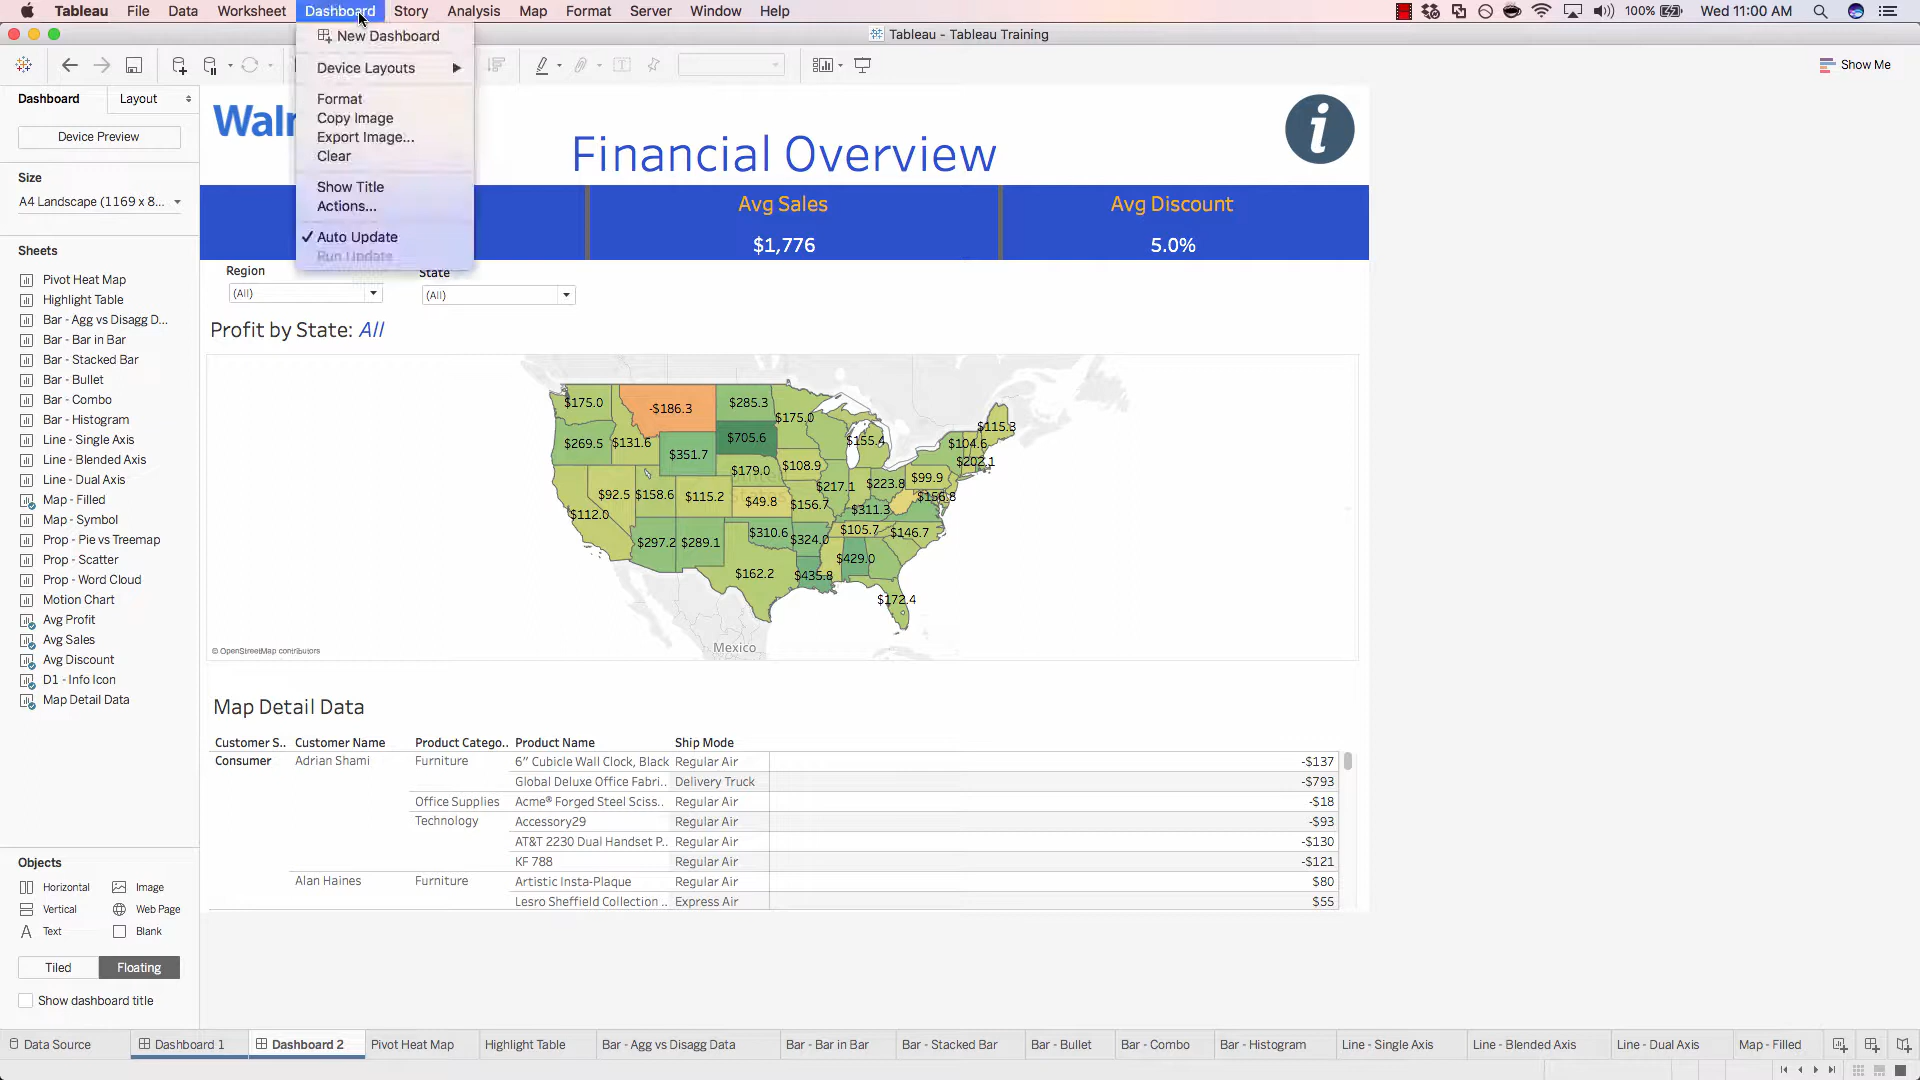 Tableau File Data Worksheet Dashboard Story Analysis Map Format Server Window Help 100% Wed 11:00 AM
Tableau - Tableau Training
New Dashboard
Device Layouts
Format
Copy Image
Export Image...
Clear
Show Title
Actions...
✓ Auto Update
Run Update
Show Me
Dashboard Layout
Device Preview
Size
A4 Landscape (1169 x 8...
Sheets
Pivot Heat Map
Highlight Table
Bar - Agg vs Disagg D...
Bar - Bar in Bar
Bar - Stacked Bar
Bar - Bullet
Bar - Combo
Bar - Histogram
Line - Single Axis
Line - Blended Axis
Line - Dual Axis
Map - Filled
Map - Symbol
Prop - Pie vs Treemap
Prop - Scatter
Prop - Word Cloud
Motion Chart
Avg Profit
Avg Sales
Avg Discount
D1 - Info Icon
Map Detail Data
Objects
Horizontal Image
Vertical Web Page
A Text Blank
Tiled Floating
Show dashboard title
Financial Overview
i
Avg Sales
$1,776
Avg Discount
5.0%
Region
(All)
State
(All)
Profit by State: All
$175.0 -$186.3 $285.3 $175.0 $115.3
$269.5 $131.6 $705.6 $155.4 $104.6
$351.7 $202.1
$179.0 $108.9 $99.9
$92.5 $158.6 $115.2 $49.8 $217.1 $223.8 $156.8
$112.0 $156.7 $311.3
$310.6 $105.7 $146.7
$297.2 $289.1 $324.0
$162.2 $435.8 $429.0
$172.4
United States
Mexico
© OpenStreetMap contributors
Map Detail Data
Customer S.. Customer Name Product Catego.. Product Name Ship Mode
Consumer Adrian Shami Furniture 6" Cubicle Wall Clock, Black Regular Air -$137
Global Deluxe Office Fabri.. Delivery Truck -$793
Office Supplies Acme® Forged Steel Sciss.. Regular Air -$18
Technology Accessory29 Regular Air -$93
AT&T 2230 Dual Handset P.. Regular Air -$130
KF 788 Regular Air -$121
Alan Haines Furniture Artistic Insta-Plaque Regular Air $80
Lesro Sheffield Collection .. Express Air $55
Data Source Dashboard 1 Dashboard 2 Pivot Heat Map Highlight Table Bar - Agg vs Disagg Data Bar - Bar in Bar Bar - Stacked Bar Bar - Bullet Bar - Combo Bar - Histogram Line - Single Axis Line - Blended Axis Line - Dual Axis Map - Filled